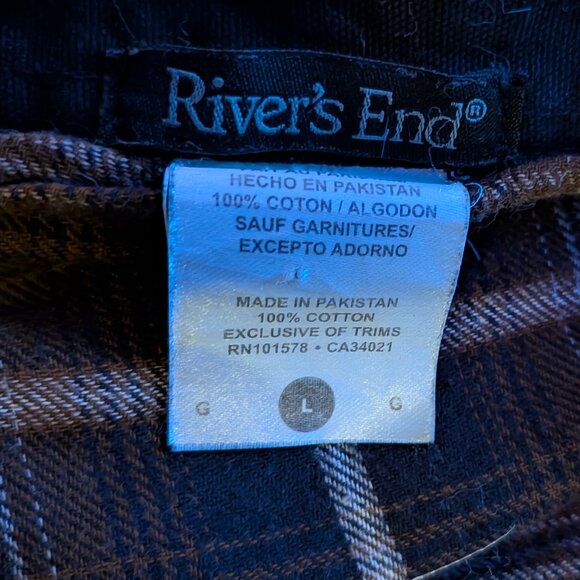 River's End®
HECHO EN PAKISTAN
100% COTON / ALGODON
SAUF GARNITURES/
EXCEPTO ADORNO
MADE IN PAKISTAN
100% COTTON
EXCLUSIVE OF TRIMS
RN101578 • CA34021
G L G